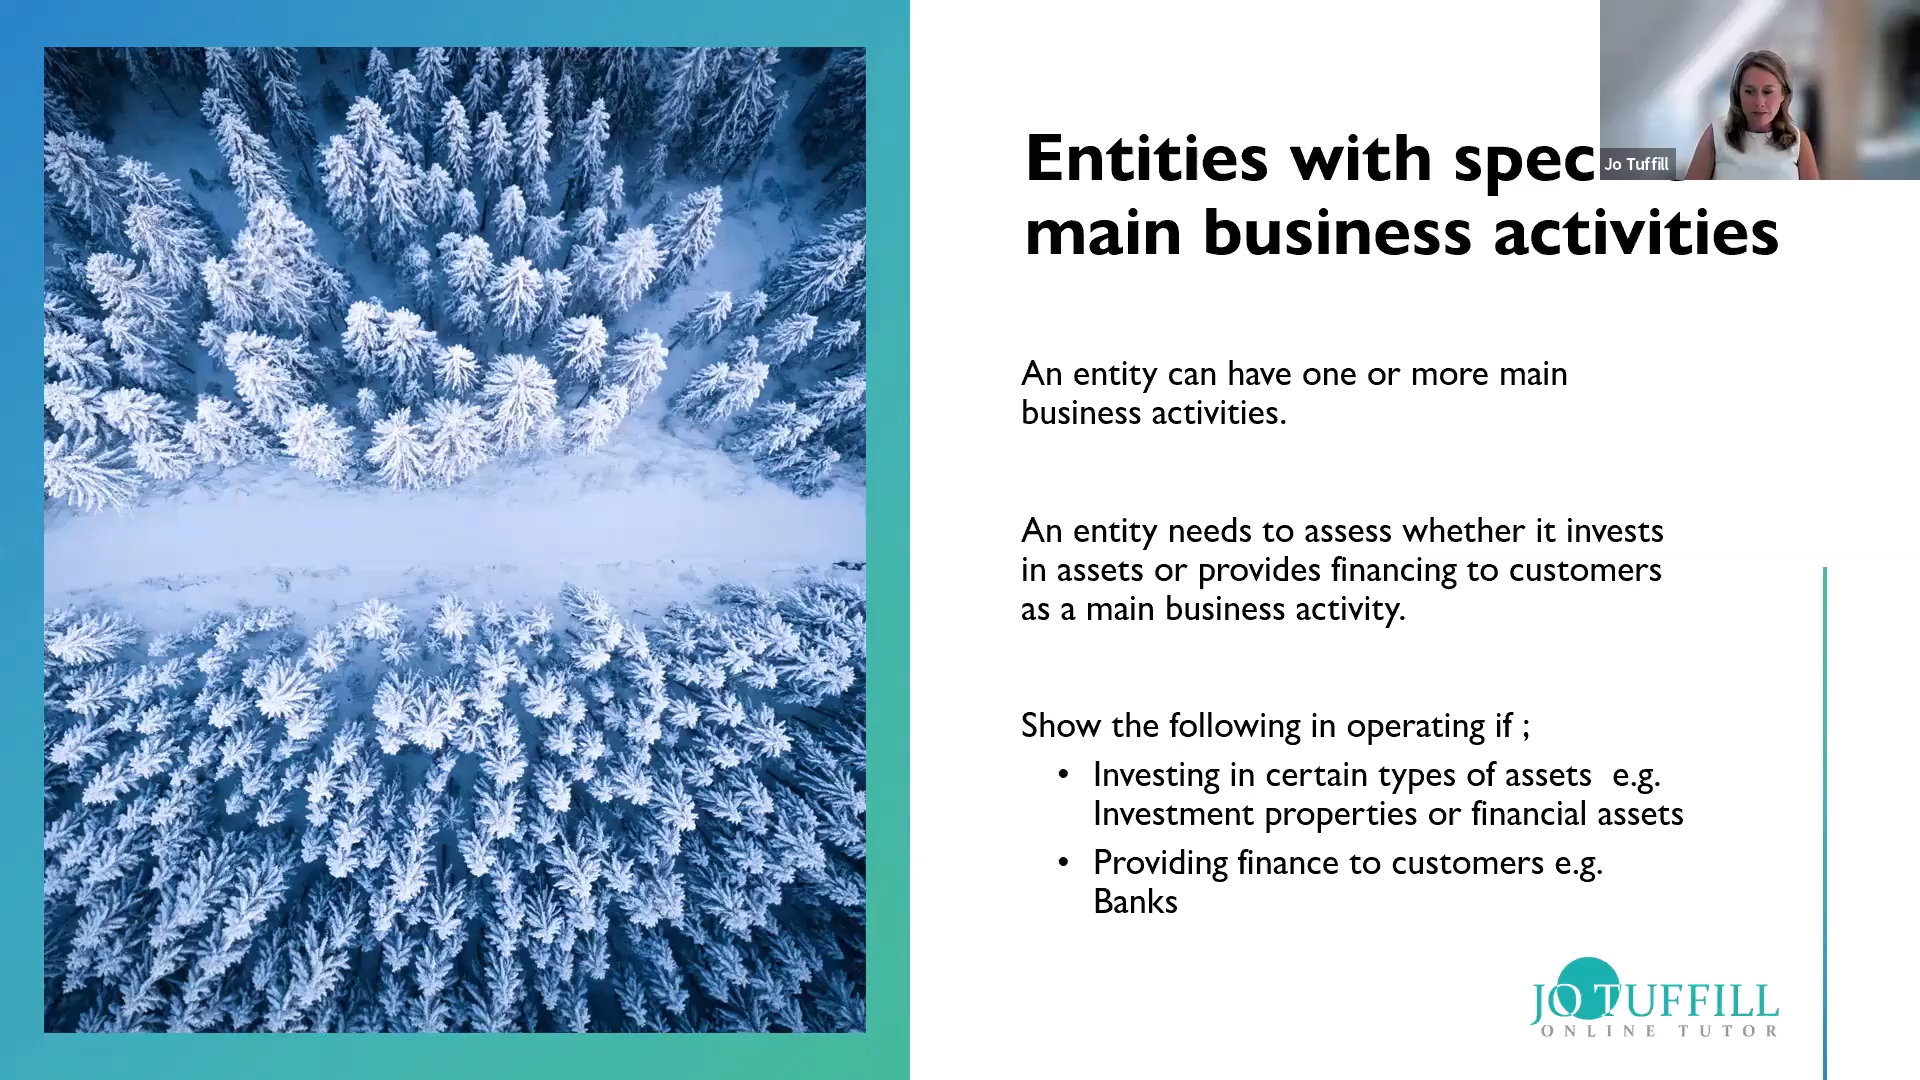 Entities with spec
Jo Tuffill
main business activities
An entity can have one or more main
business activities.
An entity needs to assess whether it invests
in assets or provides financing to customers
as a main business activity.
Show the following in operating if ;
• Investing in certain types of assets  e.g.
Investment properties or financial assets
• Providing finance to customers e.g.
Banks
JO TUFFILL
ONLINE TUTOR